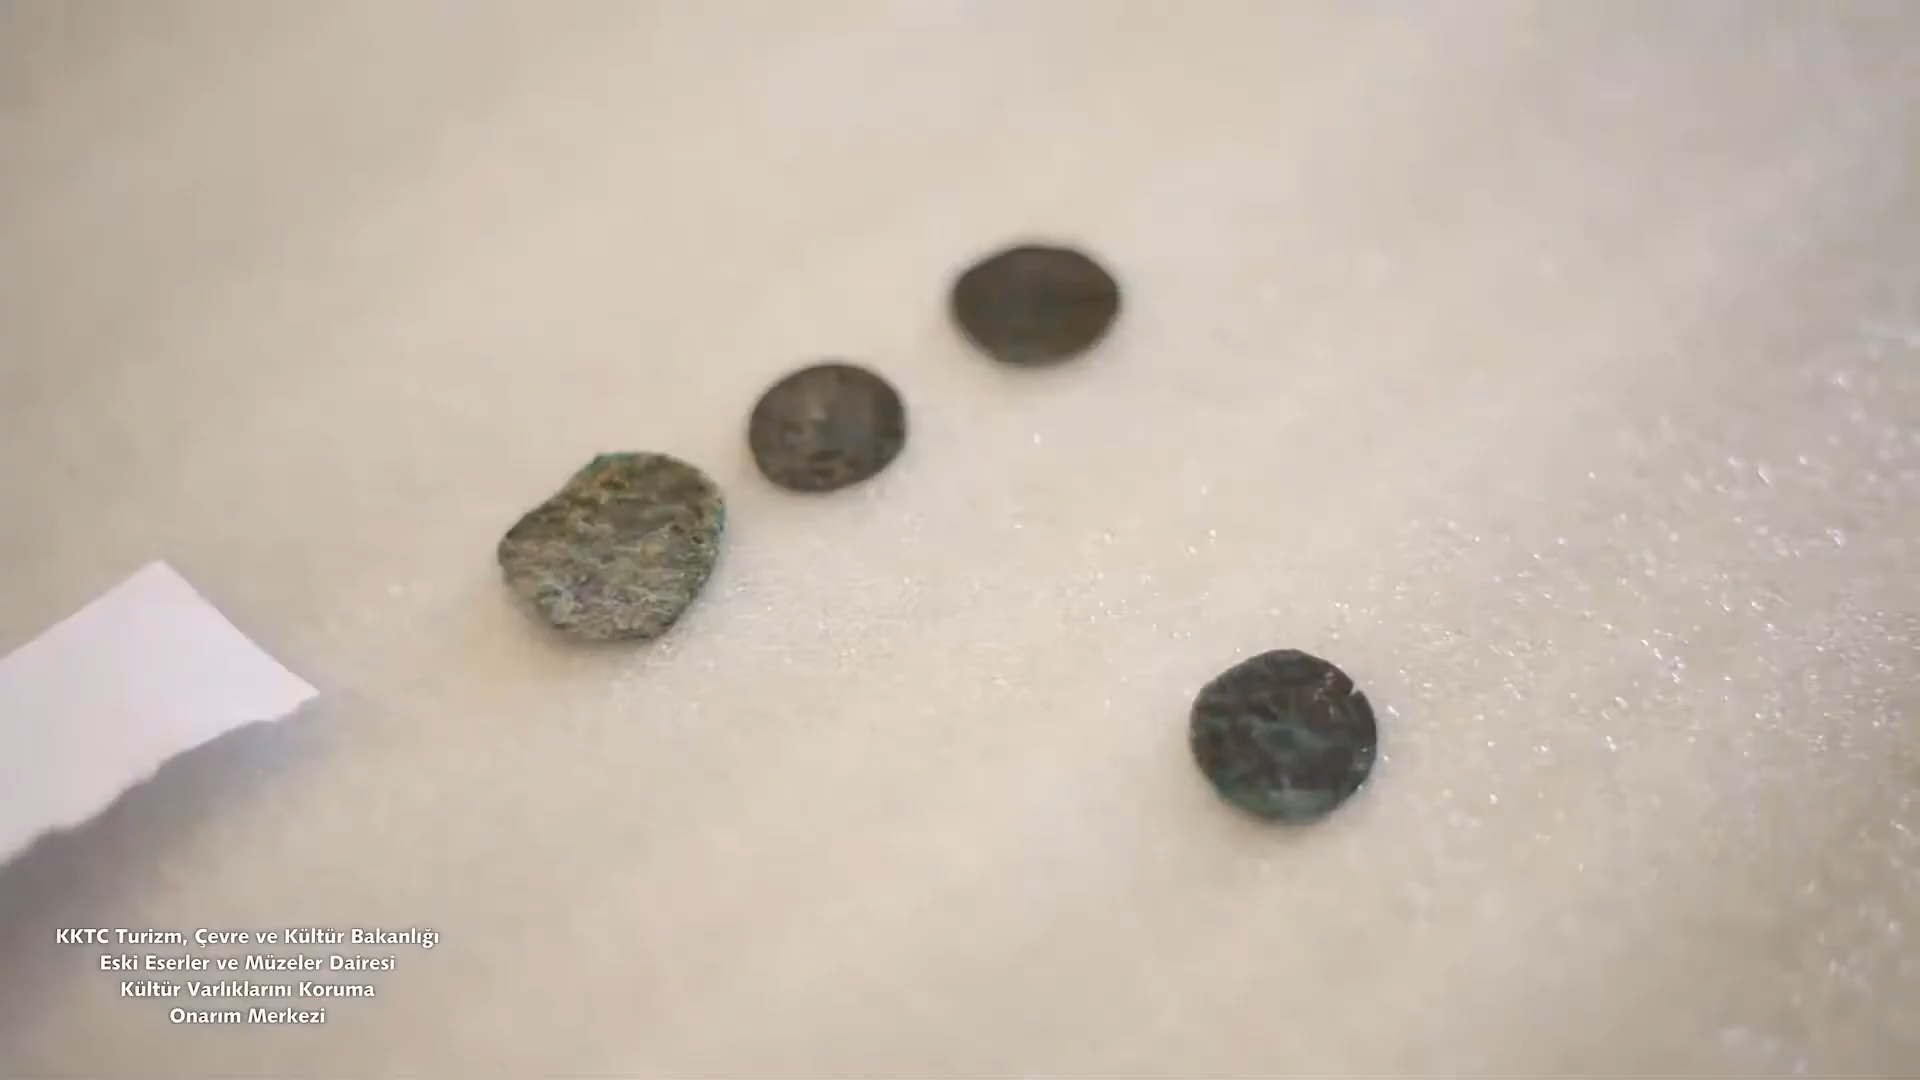 KKTC Turizm, Çevre ve Kültür Bakanlığı
Eski Eserler ve Müzeler Dairesi
Kültür Varlıklarını Koruma
Onarım Merkezi